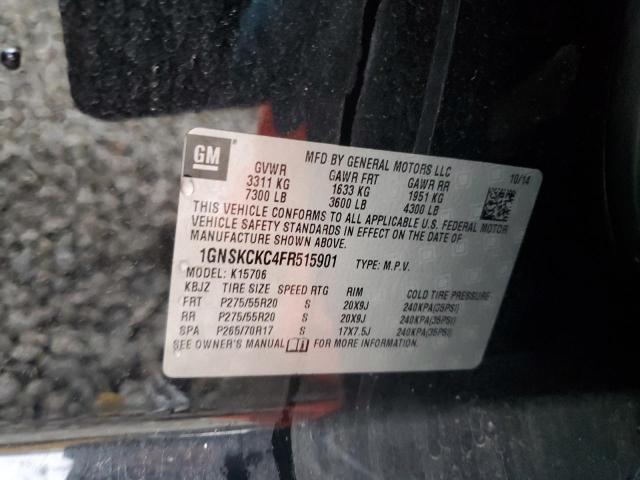 GM
MFD BY GENERAL MOTORS LLC
10/14
GVWR GAWR FRT GAWR RR
3311 KG 1633 KG 1951 KG
7300 LB 3600 LB 4300 LB
THIS VEHICLE CONFORMS TO ALL APPLICABLE U.S. FEDERAL MOTOR
VEHICLE SAFETY STANDARDS IN EFFECT ON THE DATE OF
MANUFACTURE SHOWN ABOVE.
1GNSKCKC4FR515901 TYPE: M.P.V.
MODEL: K15706
KBJZ TIRE SIZE SPEED RTG RIM COLD TIRE PRESSURE
FRT P275/55R20 S 20X9J 240KPA(35PSI)
RR P275/55R20 S 20X9J 240KPA(35PSI)
SPA P265/70R17 S 17X7.5J 240KPA(35PSI)
SEE OWNER'S MANUAL FOR MORE INFORMATION.